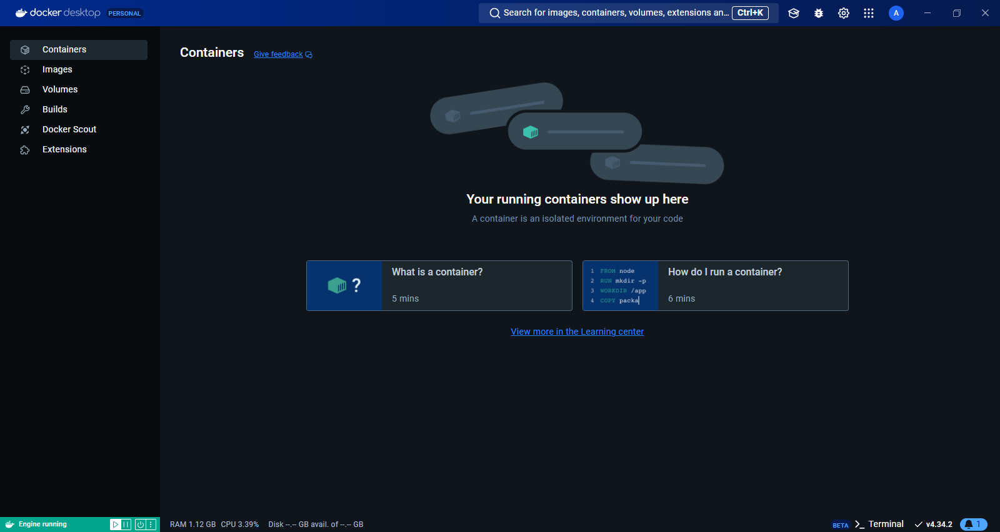 docker desktop PERSONAL
Search for images, containers, volumes, extensions an... Ctrl+K
A
Containers
Images
Volumes
Builds
Docker Scout
Extensions
Containers Give feedback
Your running containers show up here
A container is an isolated environment for your code
?
What is a container?
5 mins
1 FROM node
2 RUN mkdir -p
3 WORKDIR /app
4 COPY packa
How do I run a container?
6 mins
View more in the Learning center
Engine running
RAM 1.12 GB CPU 3.39% Disk --.-- GB avail. of --.-- GB
BETA >_ Terminal v4.34.2 1